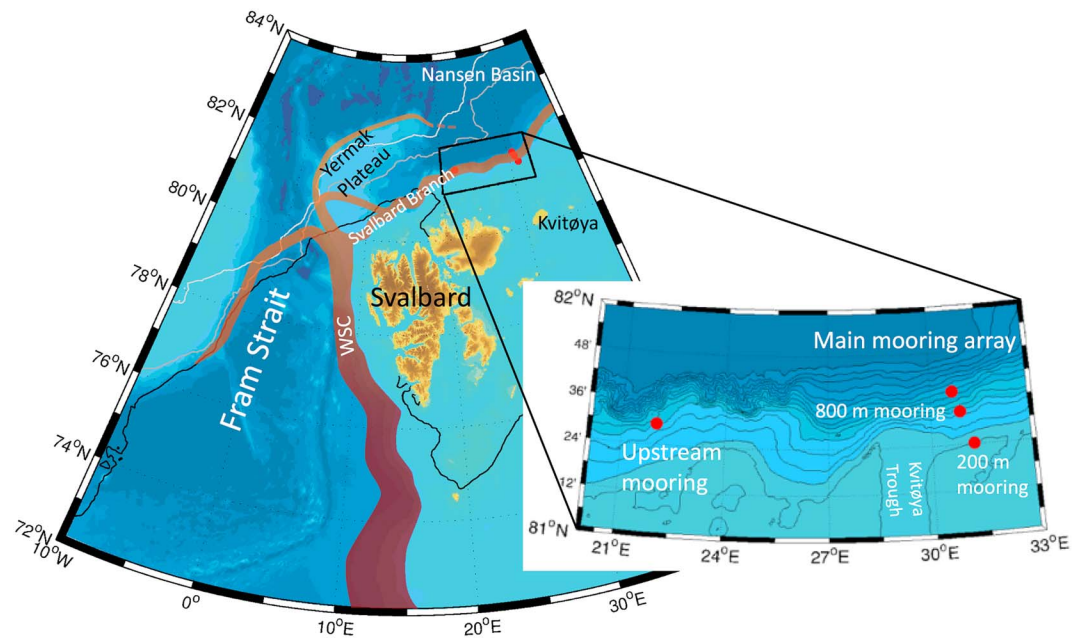 84°N
82°N
80°N
78°N
76°N
74°N
72°N
10°W
0°
10°E
20°E
30°E
Nansen Basin
Yermak
Plateau
Svalbard Branch
Kvitøya
Svalbard
WSC
Fram Strait
82°N
48'
36'
24'
12'
81°N
21°E
24°E
27°E
30°E
33°E
Main mooring array
800 m mooring
Upstream
mooring
200 m
mooring
Kvitøya
Trough